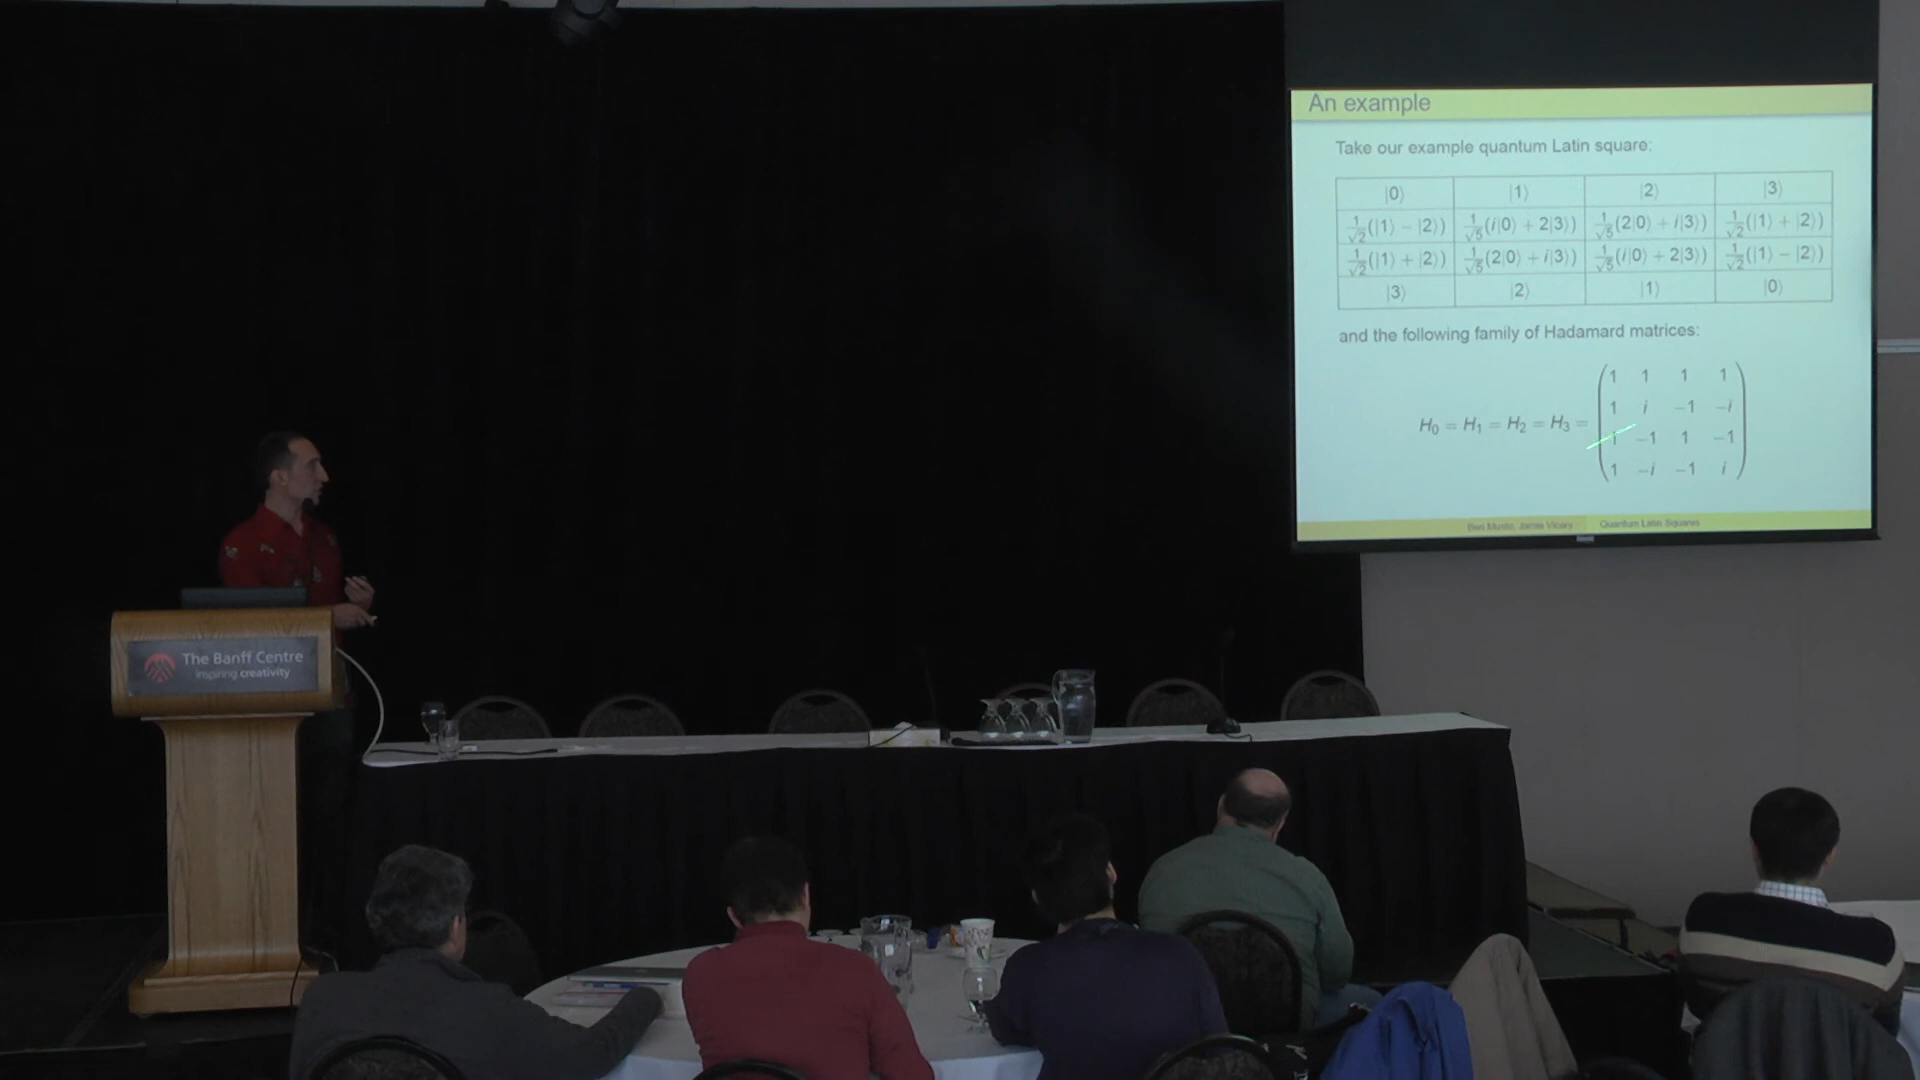 An example
Take our example quantum Latin square:
|0⟩ |1⟩ |2⟩ |3⟩
1/√2(|1⟩ − |2⟩) 1/√5(i|0⟩ + 2|3⟩) 1/√5(2|0⟩ + i|3⟩) 1/√2(|1⟩ + |2⟩)
1/√2(|1⟩ + |2⟩) 1/√5(2|0⟩ + i|3⟩) 1/√5(i|0⟩ + 2|3⟩) 1/√2(|1⟩ − |2⟩)
|3⟩ |2⟩ |1⟩ |0⟩
and the following family of Hadamard matrices:
H₀ = H₁ = H₂ = H₃ =
1 1 1 1
1 i −1 −i
1 −1 1 −1
1 −i −1 i
Ben Musto, Jamie Vicary Quantum Latin Squares
The Banff Centre
inspiring creativity